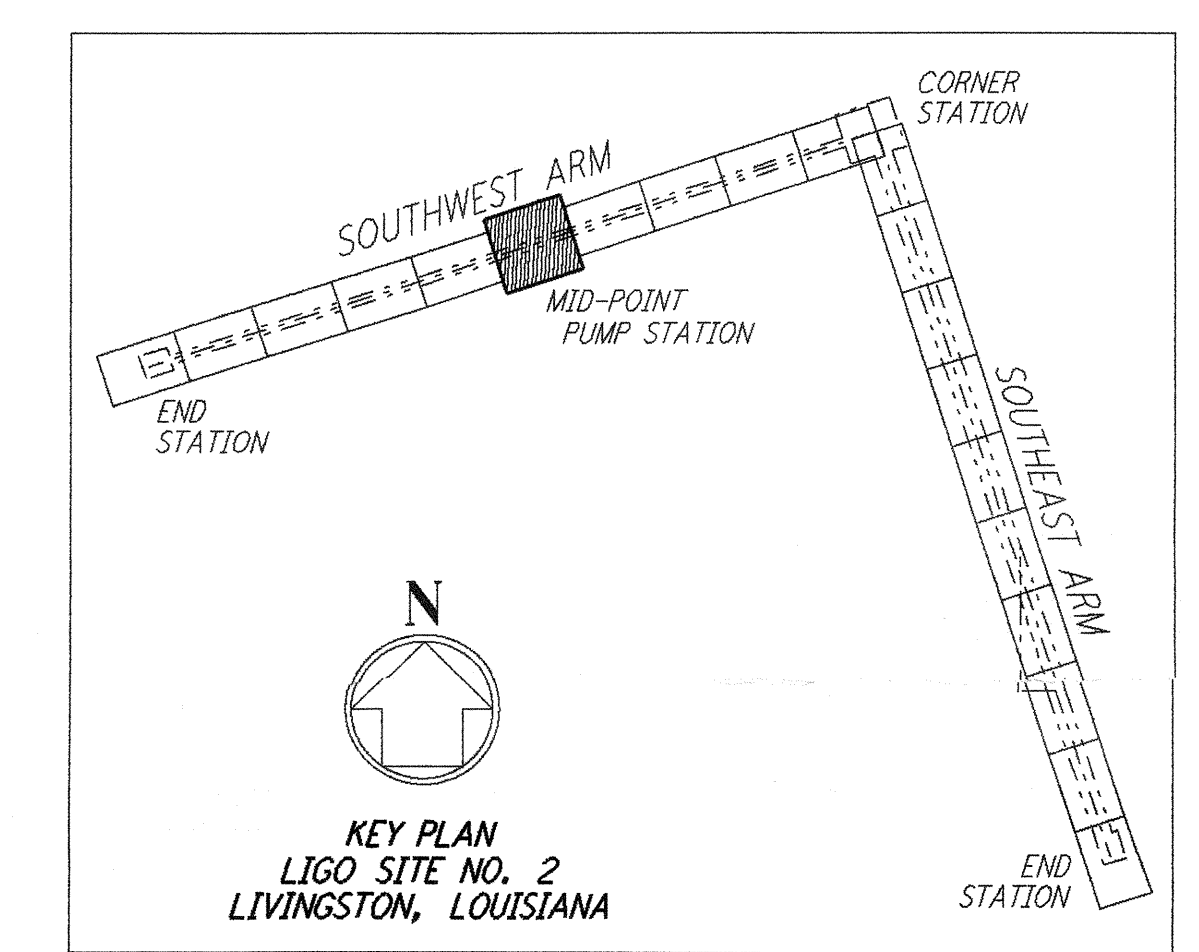 CORNER
STATION
SOUTHWEST ARM
MID-POINT
PUMP STATION
END
STATION
SOUTHEAST ARM
N
KEY PLAN
LIGO SITE NO. 2
LIVINGSTON, LOUISIANA
END
STATION